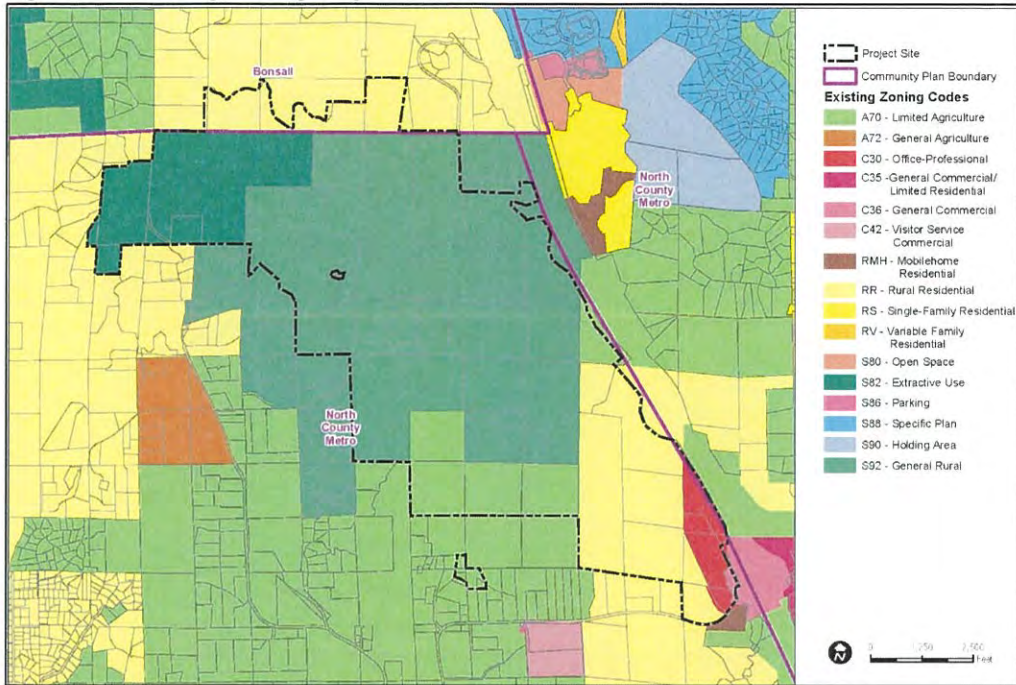 Bonsall
North
County
Metro
North
County
Metro
Project Site
Community Plan Boundary
Existing Zoning Codes
A70 - Limited Agriculture
A72 - General Agriculture
C30 - Office-Professional
C35 -General Commercial/
Limited Residential
C36 - General Commercial
C42 - Visitor Service
Commercial
RMH - Mobilehome
Residential
RR - Rural Residential
RS - Single-Family Residential
RV - Variable Family
Residential
S80 - Open Space
S82 - Extractive Use
S86 - Parking
S88 - Specific Plan
S90 - Holding Area
S92 - General Rural
N
0 1,250 2,500
Feet